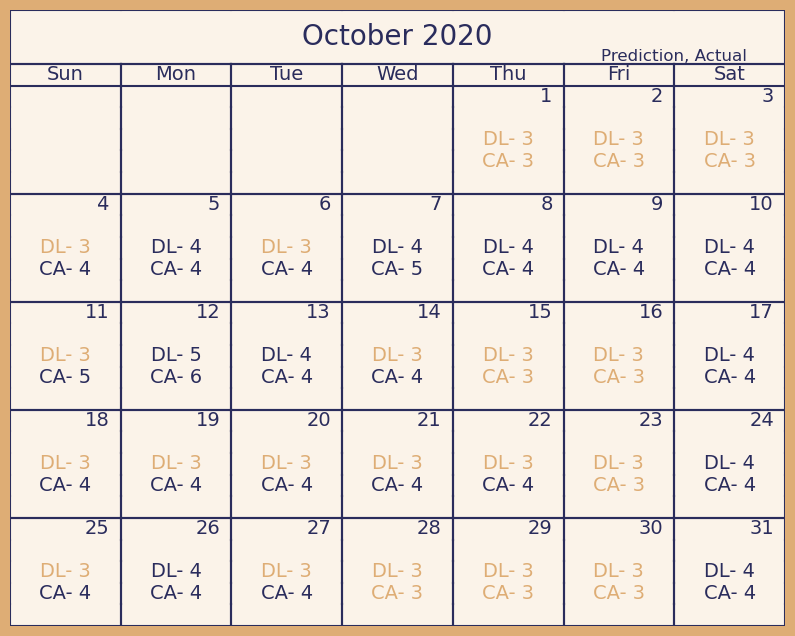 October 2020
Prediction, Actual
Sun Mon Tue Wed Thu Fri Sat
1 2 3
DL- 3 DL- 3 DL- 3
CA- 3 CA- 3 CA- 3
4 5 6 7 8 9 10
DL- 3 DL- 4 DL- 3 DL- 4 DL- 4 DL- 4 DL- 4
CA- 4 CA- 4 CA- 4 CA- 5 CA- 4 CA- 4 CA- 4
11 12 13 14 15 16 17
DL- 3 DL- 5 DL- 4 DL- 3 DL- 3 DL- 3 DL- 4
CA- 5 CA- 6 CA- 4 CA- 4 CA- 3 CA- 3 CA- 4
18 19 20 21 22 23 24
DL- 3 DL- 3 DL- 3 DL- 3 DL- 3 DL- 3 DL- 4
CA- 4 CA- 4 CA- 4 CA- 4 CA- 4 CA- 3 CA- 4
25 26 27 28 29 30 31
DL- 3 DL- 4 DL- 3 DL- 3 DL- 3 DL- 3 DL- 4
CA- 4 CA- 4 CA- 4 CA- 3 CA- 3 CA- 3 CA- 4